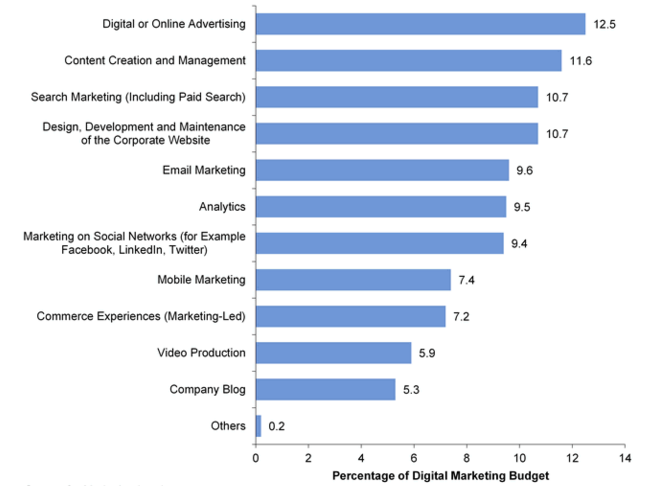 Digital or Online Advertising 12.5
Content Creation and Management 11.6
Search Marketing (Including Paid Search) 10.7
Design, Development and Maintenance
of the Corporate Website 10.7
Email Marketing 9.6
Analytics 9.5
Marketing on Social Networks (for Example
Facebook, LinkedIn, Twitter) 9.4
Mobile Marketing 7.4
Commerce Experiences (Marketing-Led) 7.2
Video Production 5.9
Company Blog 5.3
Others 0.2
0 2 4 6 8 10 12 14
Percentage of Digital Marketing Budget